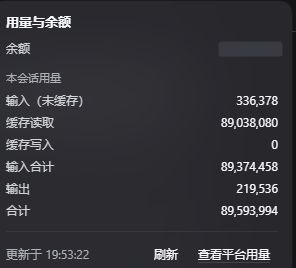 用量与余额
余额
本会话用量
输入（未缓存） 336,378
缓存读取 89,038,080
缓存写入 0
输入合计 89,374,458
输出 219,536
合计 89,593,994
更新于 19:53:22 刷新 查看平台用量